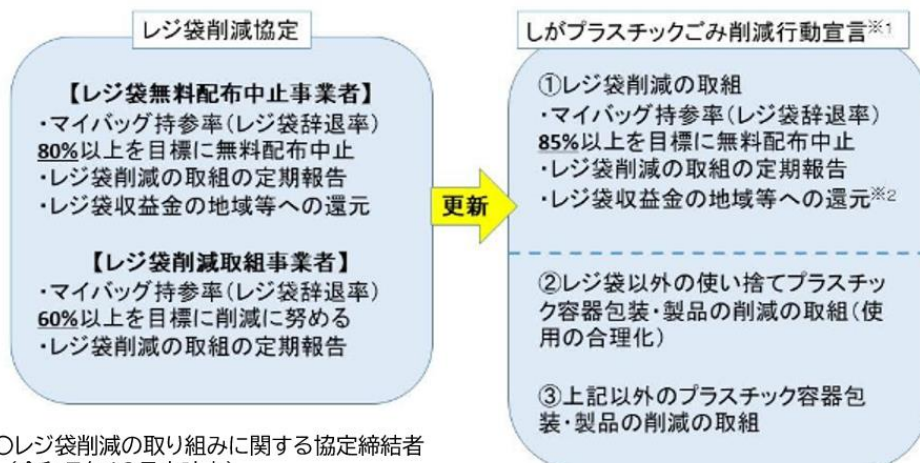 レジ袋削減協定
【レジ袋無料配布中止事業者】
・マイバッグ持参率(レジ袋辞退率)
80%以上を目標に無料配布中止
・レジ袋削減の取組の定期報告
・レジ袋収益金の地域等への還元
【レジ袋削減取組事業者】
・マイバッグ持参率(レジ袋辞退率)
60%以上を目標に削減に努める
・レジ袋削減の取組の定期報告
更新
しがプラスチックごみ削減行動宣言※1
①レジ袋削減の取組
・マイバッグ持参率(レジ袋辞退率)
85%以上を目標に無料配布中止
・レジ袋削減の取組の定期報告
・レジ袋収益金の地域等への還元※2
②レジ袋以外の使い捨てプラスチッ
ク容器包装・製品の削減の取組(使
用の合理化)
③上記以外のプラスチック容器包
装・製品の削減の取組
〇レジ袋削減の取り組みに関する協定締結者